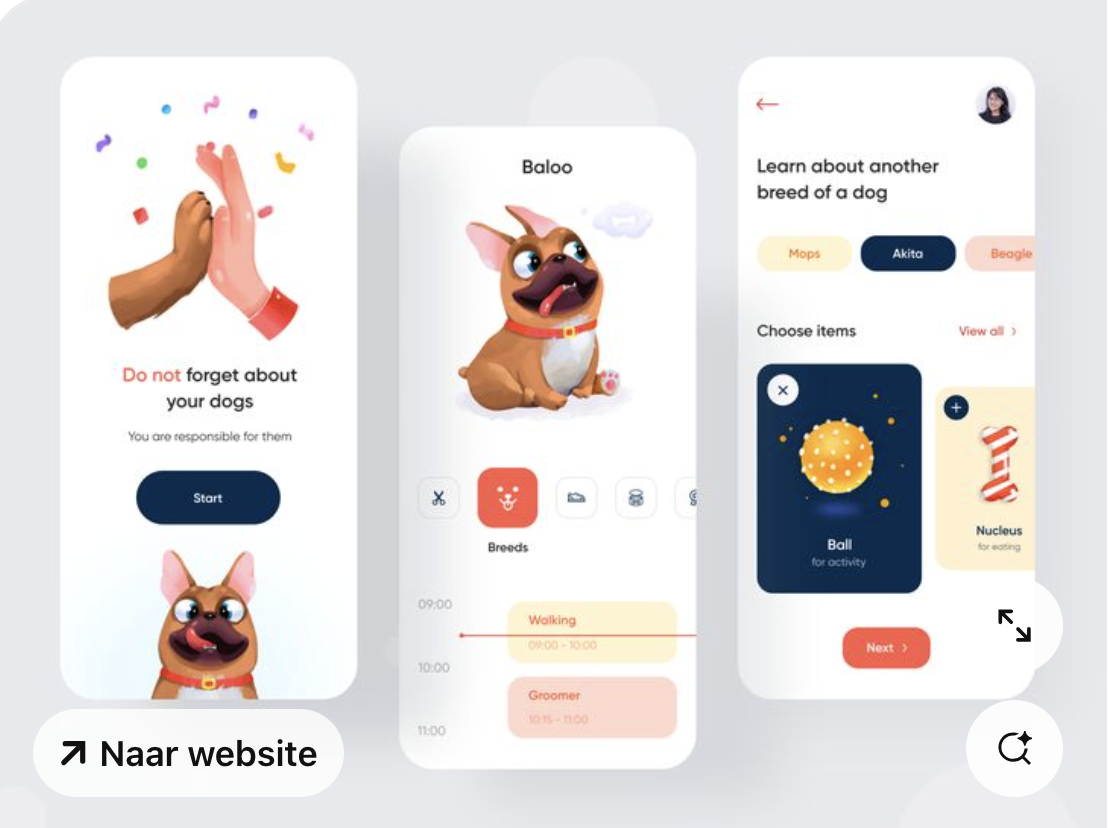 Do not forget about
your dogs
You are responsible for them
Start
Baloo
Breeds
09:00
Walking
09:00 - 10:00
10:00
Groomer
10:15 - 11:00
11:00
Learn about another
breed of a dog
Mops
Akita
Beagle
Choose items
View all
Ball
for activity
Nucleus
for eating
Next
Naar website